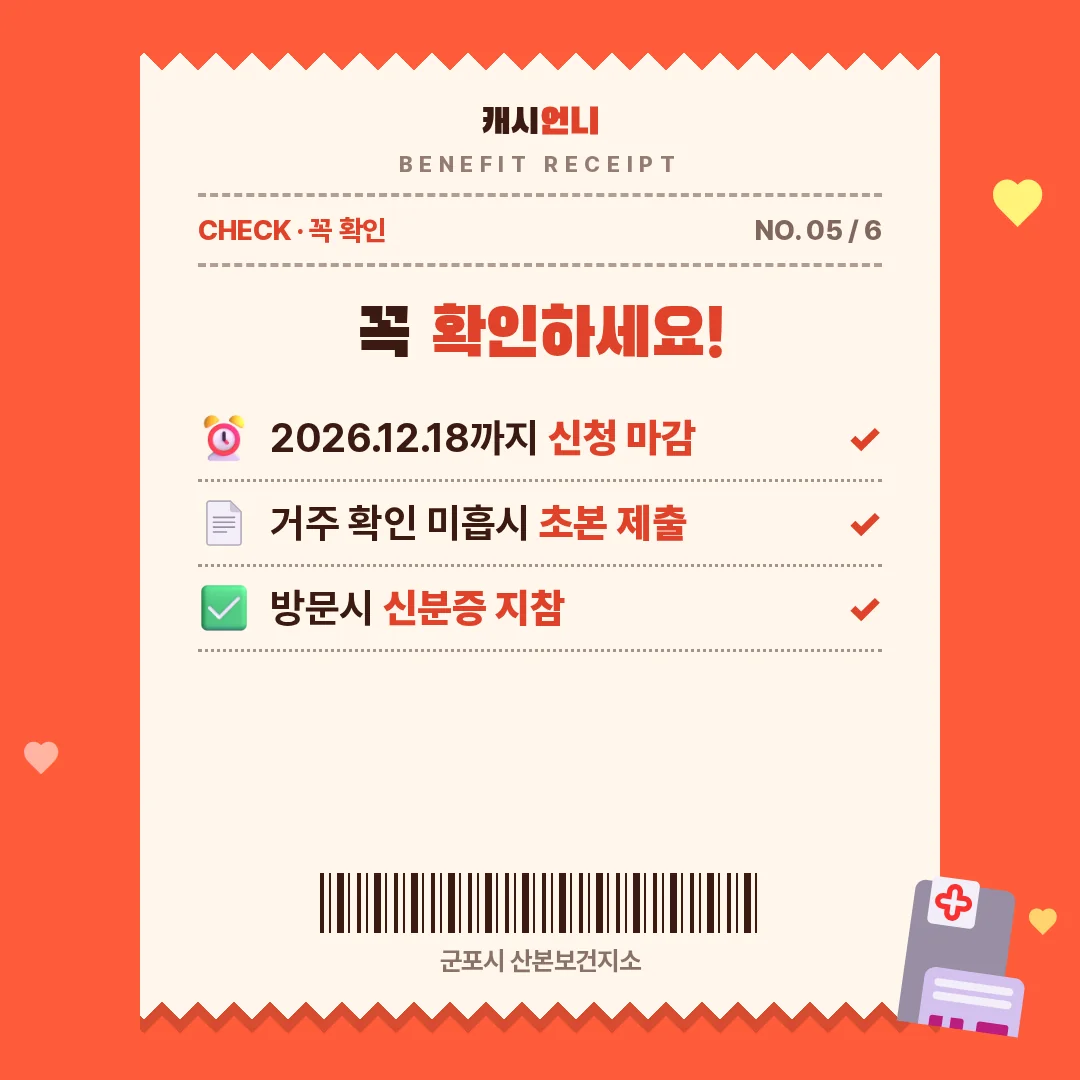 캐시언니
BENEFIT RECEIPT
CHECK · 꼭 확인
NO. 05 / 6
꼭 확인하세요!
2026.12.18까지 신청 마감
거주 확인 미흡시 초본 제출
방문시 신분증 지참
군포시 산본보건지소